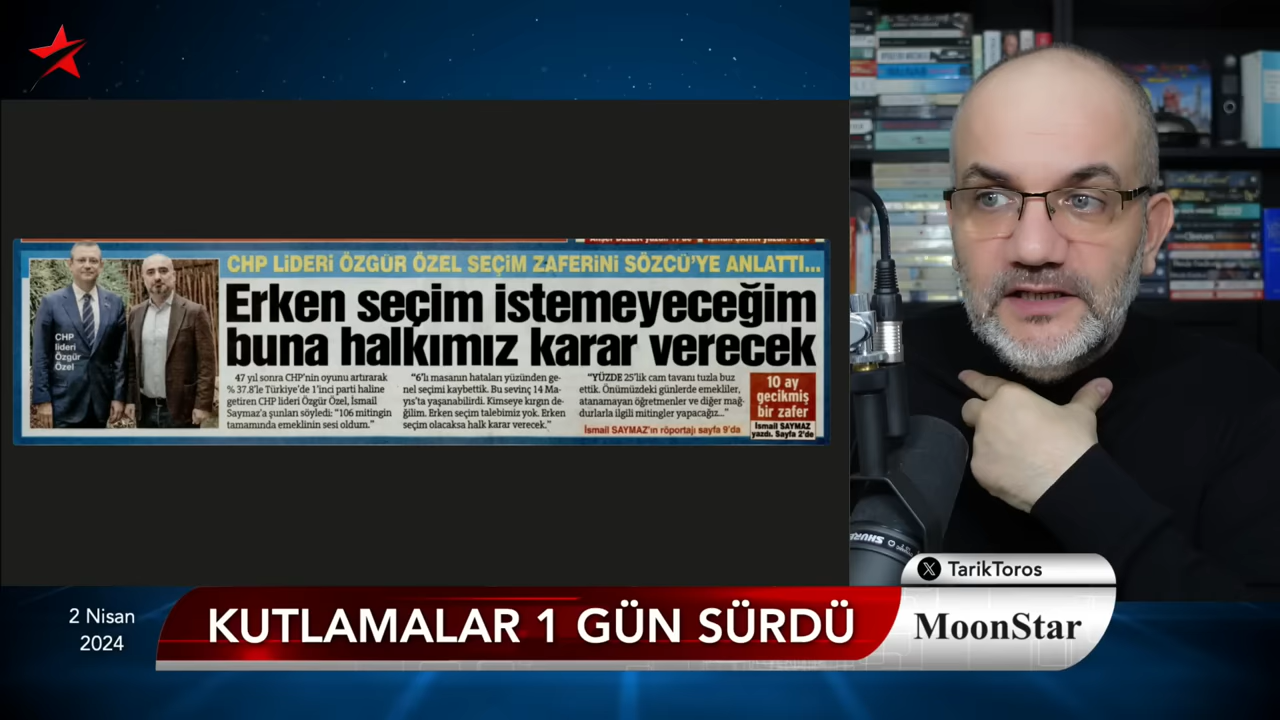 CHP LİDERİ ÖZGÜR ÖZEL SEÇİM ZAFERİNİ SÖZCÜ'YE ANLATTI...
Erken seçim istemeyeceğim
buna halkımız karar verecek
CHP
lideri
Özgür
Özel
47 yıl sonra CHP'nin oyunu artırarak
% 37.8'le Türkiye'de 1'inci parti haline
getiren CHP lideri Özgür Özel, İsmail
Saymaz'a şunları söyledi: "106 mitingin
tamamında emeklinin sesi oldum."
"6'lı masanın hataları yüzünden ge-
nel seçimi kaybettik. Bu sevinç 14 Ma-
yıs'ta yaşanabilirdi. Kimseye kırgın de-
ğilim. Erken seçim talebimiz yok. Erken
seçim olacaksa halk karar verecek."
"YÜZDE 25'lik cam tavanı tuzla buz
ettik. Önümüzdeki günlerde emekliler,
atanamayan öğretmenler ve diğer mağ-
durlarla ilgili mitingler yapacağız..."
İsmail SAYMAZ'ın röportajı sayfa 9'da
10 ay
gecikmiş
bir zafer
İsmail SAYMAZ
yazdı. Sayfa 2'de
SHURE
TarikToros
MoonStar
2 Nisan
2024
KUTLAMALAR 1 GÜN SÜRDÜ